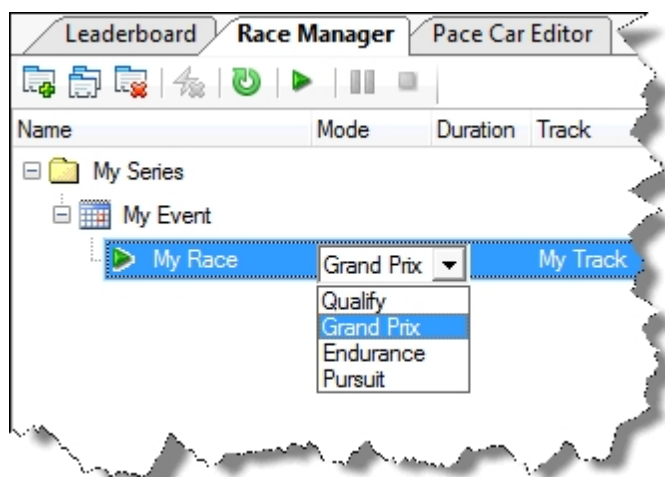 Leaderboard Race Manager Pace Car Editor
Name Mode Duration Track
My Series
My Event
My Race Grand Prix My Track
Qualify
Grand Prix
Endurance
Pursuit